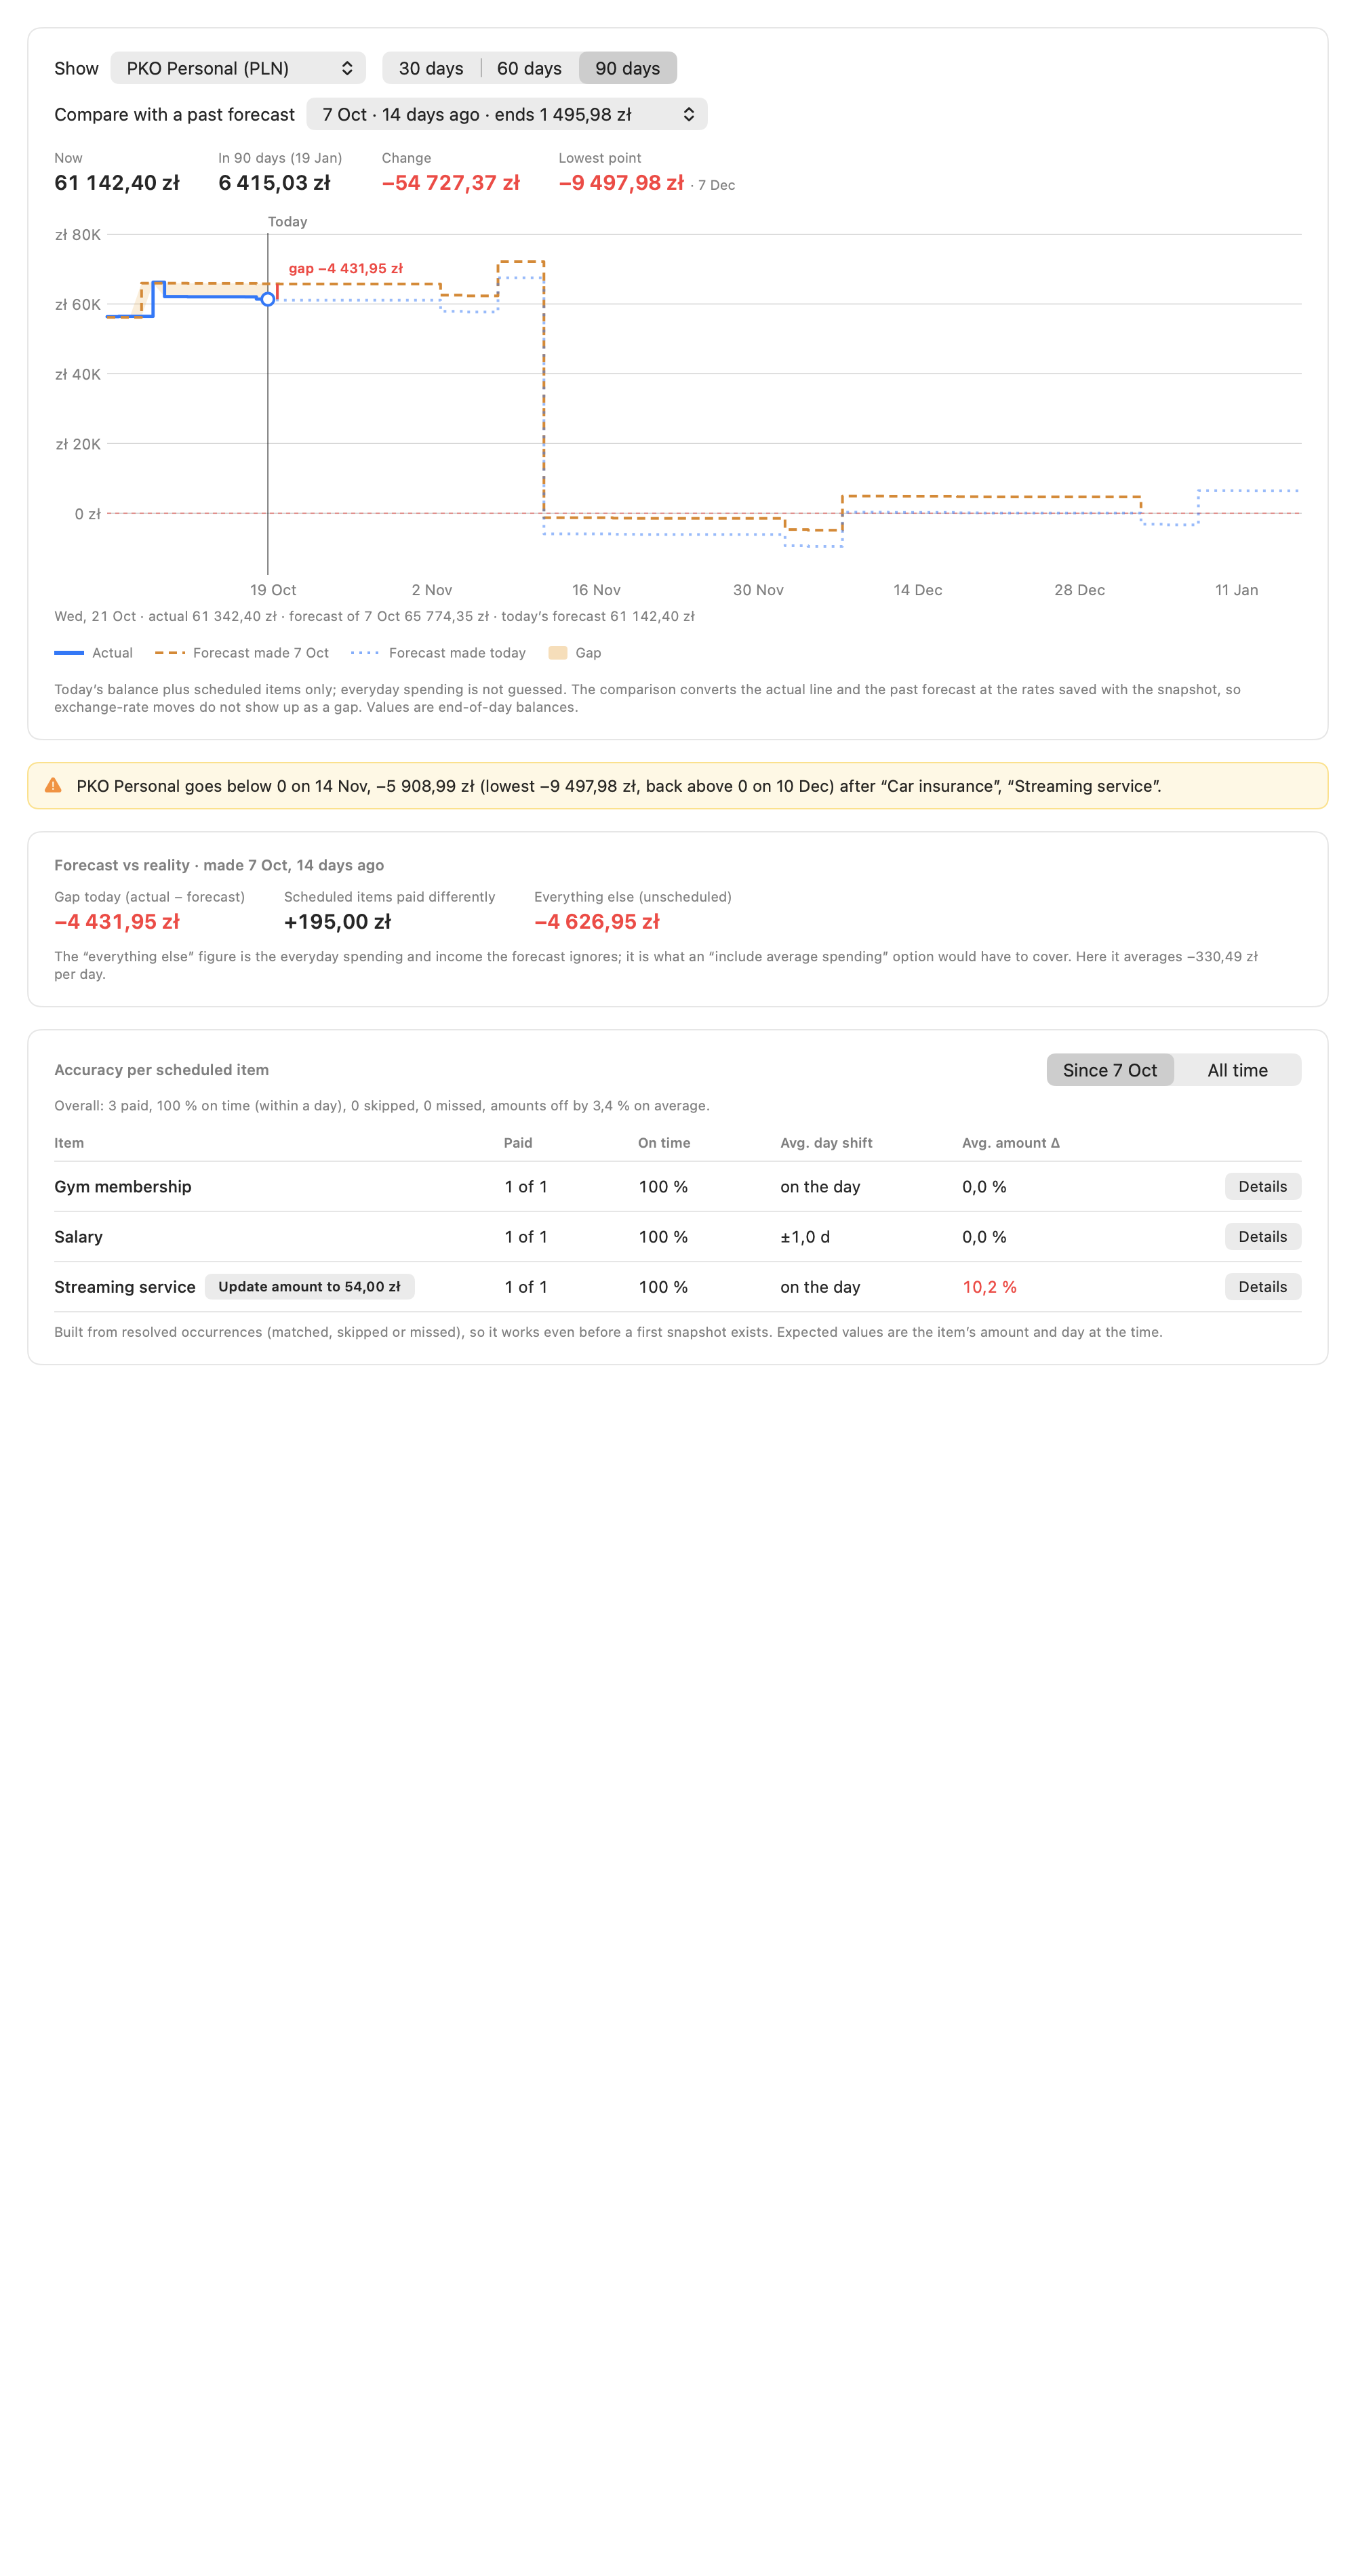 Show PKO Personal (PLN) 30 days 60 days 90 days
Compare with a past forecast 7 Oct · 14 days ago · ends 1 495,98 zł
Now In 90 days (19 Jan) Change Lowest point
61 142,40 zł 6 415,03 zł −54 727,37 zł −9 497,98 zł · 7 Dec
Today
zł 80K
gap −4 431,95 zł
zł 60K
zł 40K
zł 20K
0 zł
19 Oct 2 Nov 16 Nov 30 Nov 14 Dec 28 Dec 11 Jan
Wed, 21 Oct · actual 61 342,40 zł · forecast of 7 Oct 65 774,35 zł · today’s forecast 61 142,40 zł
Actual Forecast made 7 Oct Forecast made today Gap
Today’s balance plus scheduled items only; everyday spending is not guessed. The comparison converts the actual line and the past forecast at the rates saved with the snapshot, so
exchange-rate moves do not show up as a gap. Values are end-of-day balances.
PKO Personal goes below 0 on 14 Nov, −5 908,99 zł (lowest −9 497,98 zł, back above 0 on 10 Dec) after “Car insurance”, “Streaming service”.
Forecast vs reality · made 7 Oct, 14 days ago
Gap today (actual − forecast) Scheduled items paid differently Everything else (unscheduled)
−4 431,95 zł +195,00 zł −4 626,95 zł
The “everything else” figure is the everyday spending and income the forecast ignores; it is what an “include average spending” option would have to cover. Here it averages −330,49 zł
per day.
Accuracy per scheduled item Since 7 Oct All time
Overall: 3 paid, 100 % on time (within a day), 0 skipped, 0 missed, amounts off by 3,4 % on average.
Item Paid On time Avg. day shift Avg. amount Δ
Gym membership 1 of 1 100 % on the day 0,0 % Details
Salary 1 of 1 100 % ±1,0 d 0,0 % Details
Streaming service Update amount to 54,00 zł 1 of 1 100 % on the day 10,2 % Details
Built from resolved occurrences (matched, skipped or missed), so it works even before a first snapshot exists. Expected values are the item’s amount and day at the time.